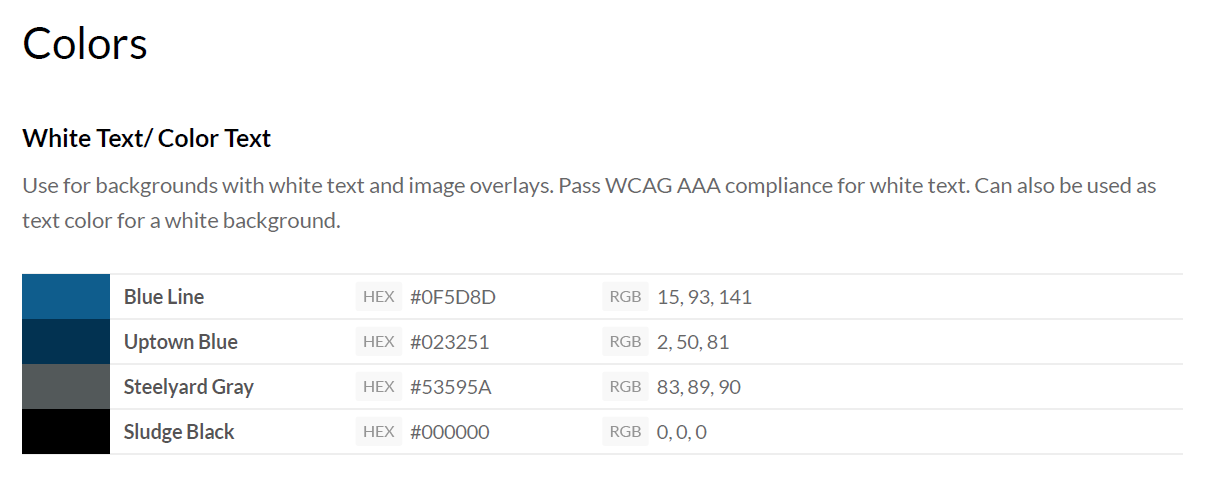 Colors
White Text/ Color Text
Use for backgrounds with white text and image overlays. Pass WCAG AAA compliance for white text. Can also be used as
text color for a white background.
Blue Line HEX #0F5D8D RGB 15, 93, 141
Uptown Blue HEX #023251 RGB 2, 50, 81
Steelyard Gray HEX #53595A RGB 83, 89, 90
Sludge Black HEX #000000 RGB 0, 0, 0